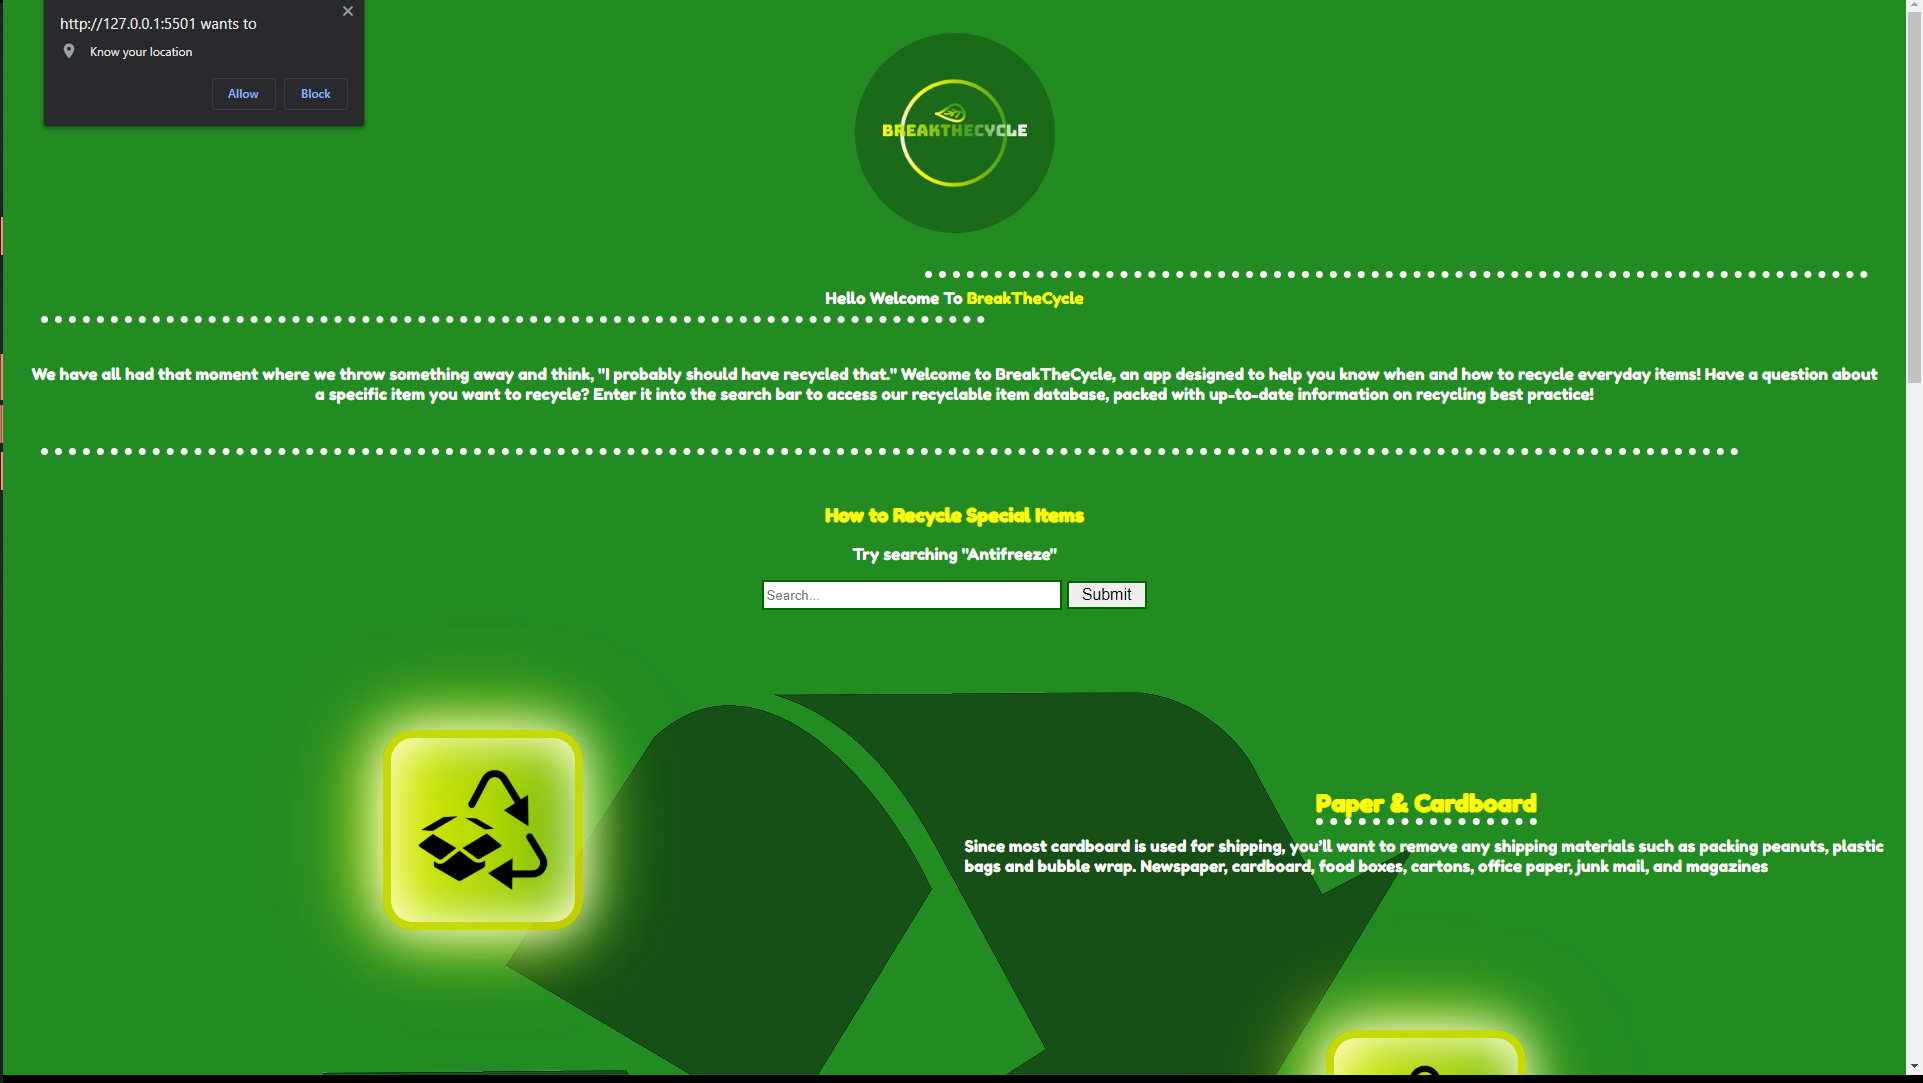 http://127.0.0.1:5501 wants to
Know your location
Allow
Block
BREAKTHECYCLE
Hello Welcome To BreakTheCycle
We have all had that moment where we throw something away and think, "I probably should have recycled that." Welcome to BreakTheCycle, an app designed to help you know when and how to recycle everyday items! Have a question about
a specific item you want to recycle? Enter it into the search bar to access our recyclable item database, packed with up-to-date information on recycling best practice!
How to Recycle Special Items
Try searching "Antifreeze"
Search...
Submit
Paper & Cardboard
Since most cardboard is used for shipping, you'll want to remove any shipping materials such as packing peanuts, plastic
bags and bubble wrap. Newspaper, cardboard, food boxes, cartons, office paper, junk mail, and magazines